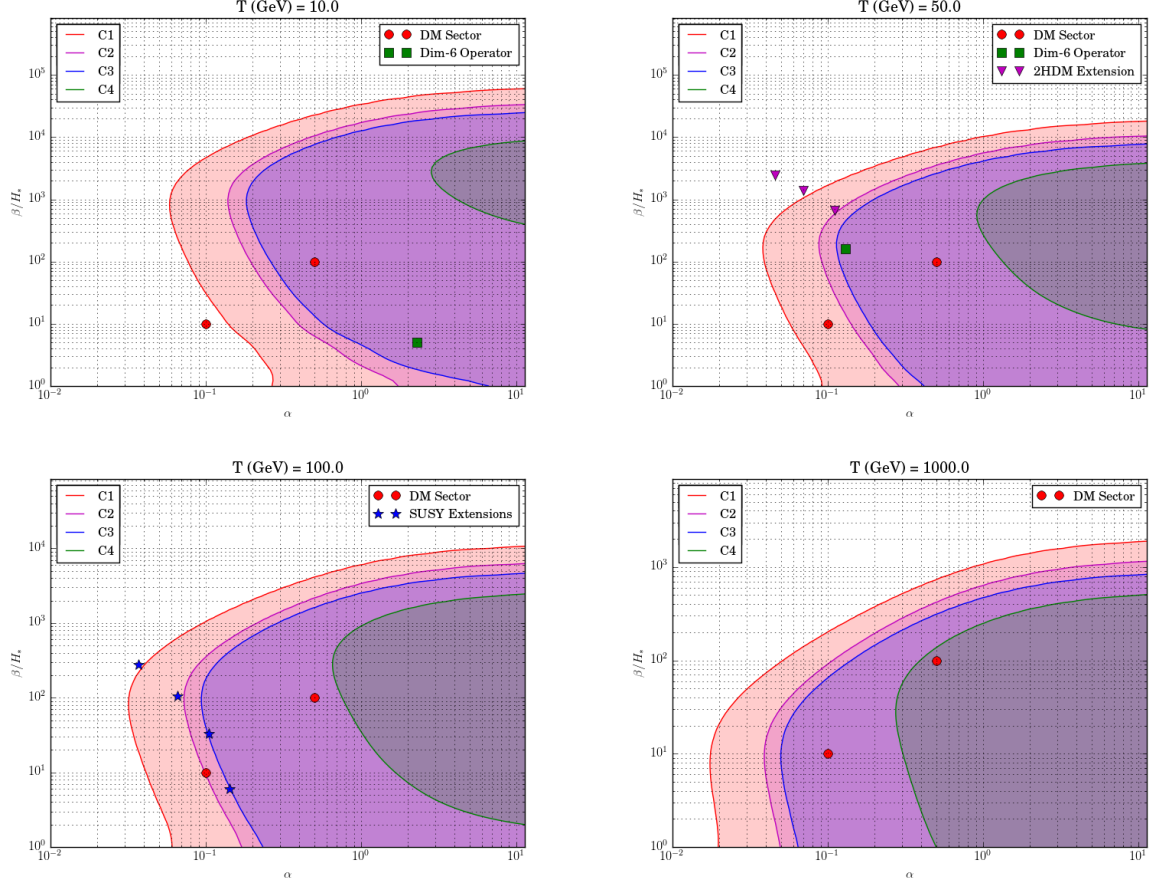 T (GeV) = 10.0
C1
C2
C3
C4
DM Sector
Dim-6 Operator
10^5
10^4
10^3
10^2
10^1
10^0
β/H*
10^-2
10^-1
10^0
10^1
α
T (GeV) = 50.0
C1
C2
C3
C4
DM Sector
Dim-6 Operator
2HDM Extension
10^5
10^4
10^3
10^2
10^1
10^0
β/H*
10^-2
10^-1
10^0
10^1
α
T (GeV) = 100.0
C1
C2
C3
C4
DM Sector
SUSY Extensions
10^4
10^3
10^2
10^1
10^0
β/H*
10^-2
10^-1
10^0
10^1
α
T (GeV) = 1000.0
C1
C2
C3
C4
DM Sector
10^3
10^2
10^1
10^0
β/H*
10^-2
10^-1
10^0
10^1
α